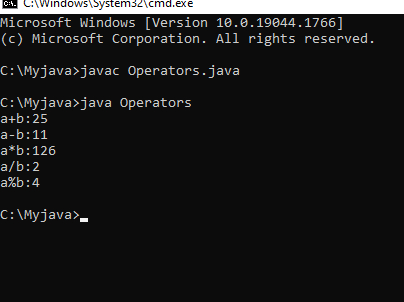 C:\Windows\System32\cmd.exe
Microsoft Windows [Version 10.0.19044.1766]
(c) Microsoft Corporation. All rights reserved.
C:\Myjava>javac Operators.java
C:\Myjava>java Operators
a+b:25
a-b:11
a*b:126
a/b:2
a%b:4
C:\Myjava>